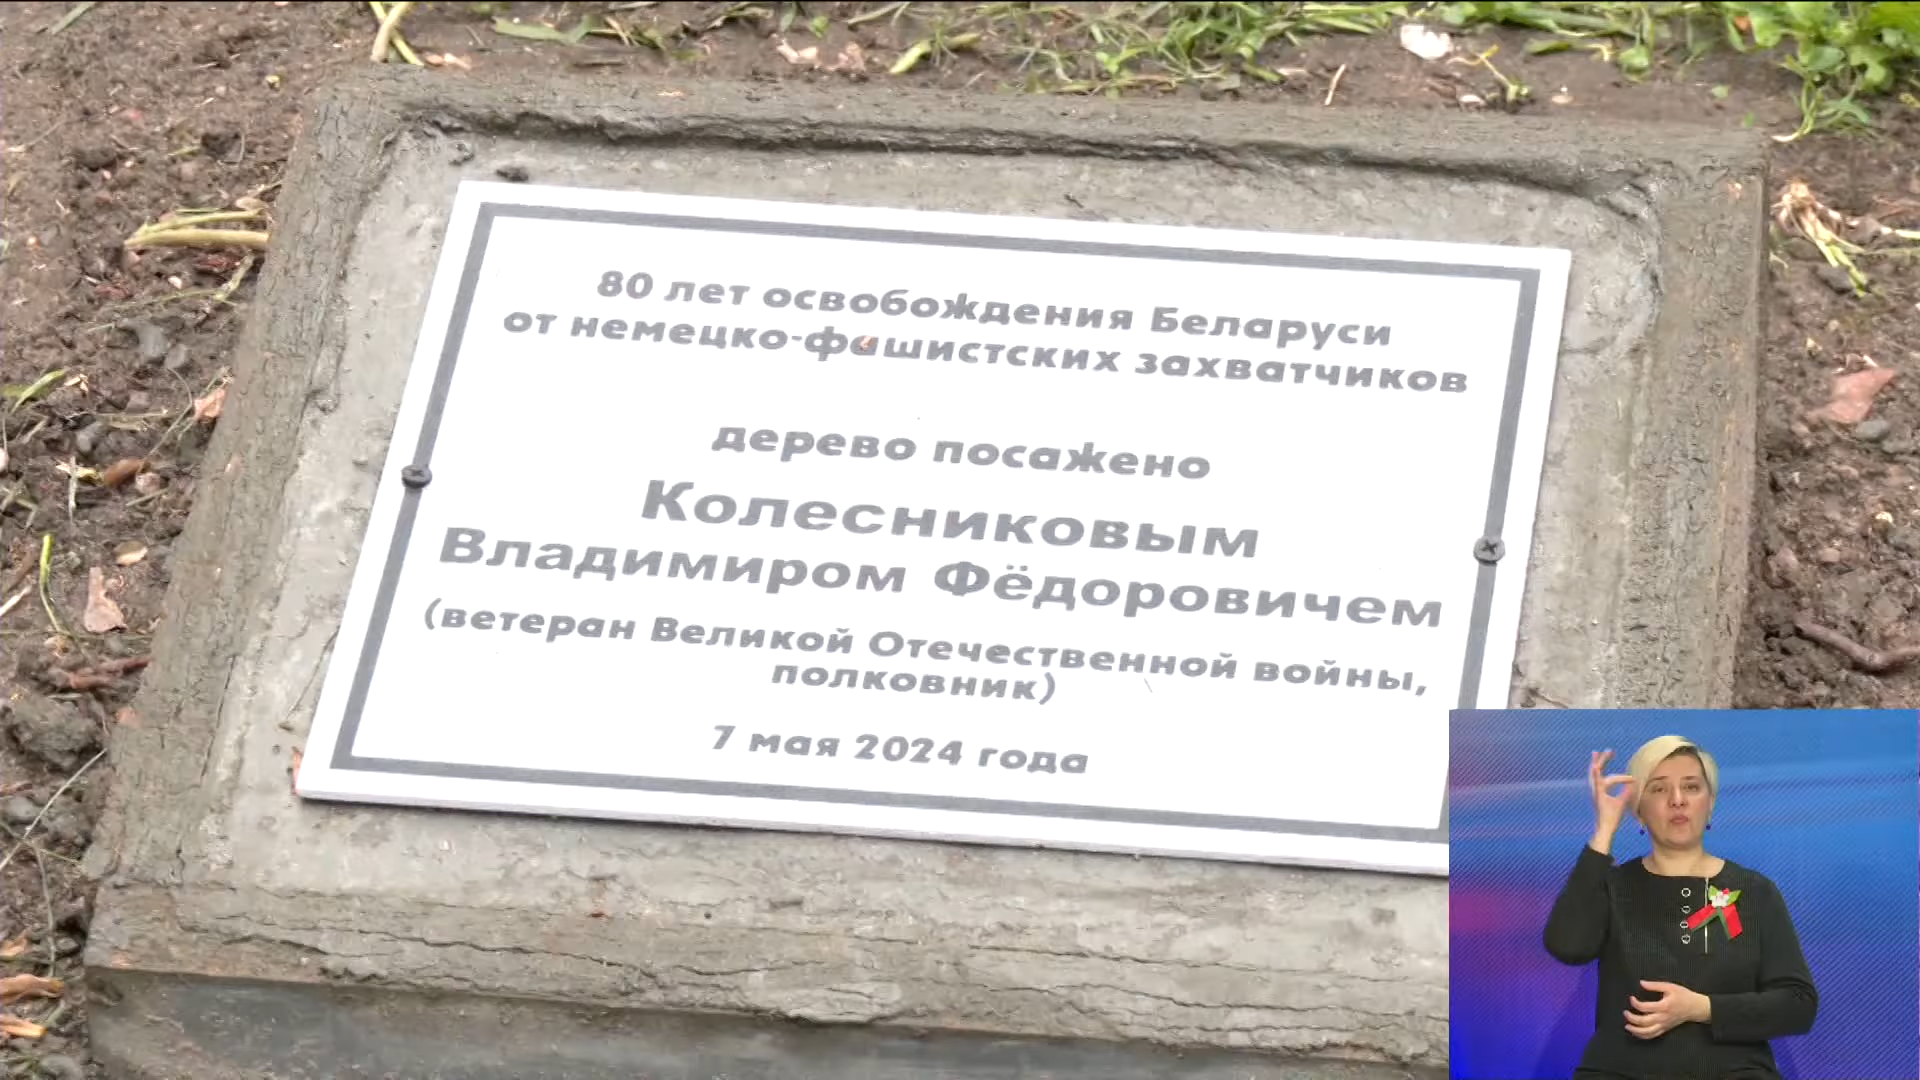 80 лет освобождения Беларуси
от немецко-фашистских захватчиков
дерево посажено
Колесниковым
Владимиром Фёдоровичем
(ветеран Великой Отечественной войны,
полковник)
7 мая 2024 года